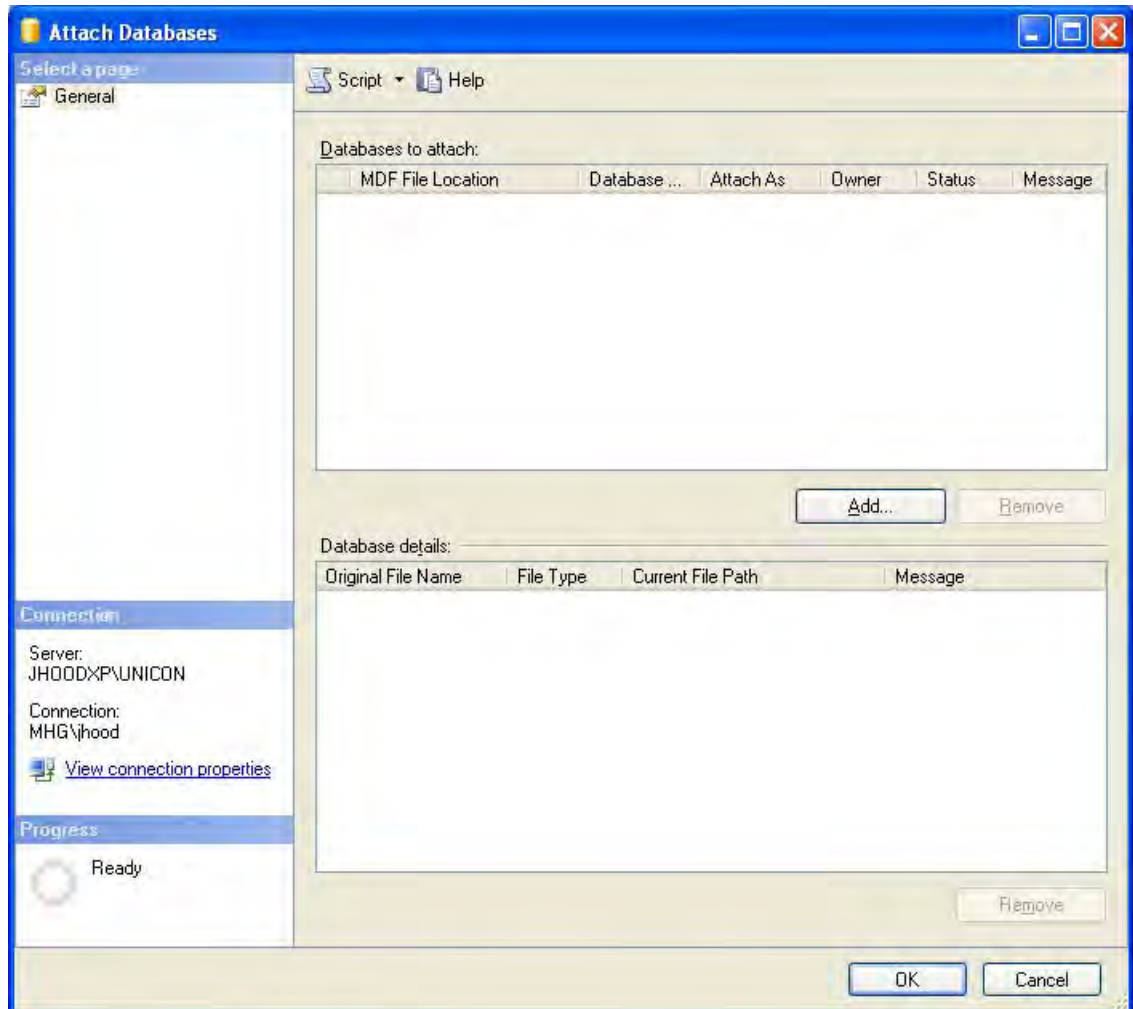 Attach Databases
Select a page
General
Script
Help
Databases to attach:
MDF File Location Database ... Attach As Owner Status Message
Add...
Remove
Database details:
Original File Name File Type Current File Path Message
Remove
Connection
Server:
JHOODXP\UNICON
Connection:
MHG\jhood
View connection properties
Progress
Ready
OK
Cancel